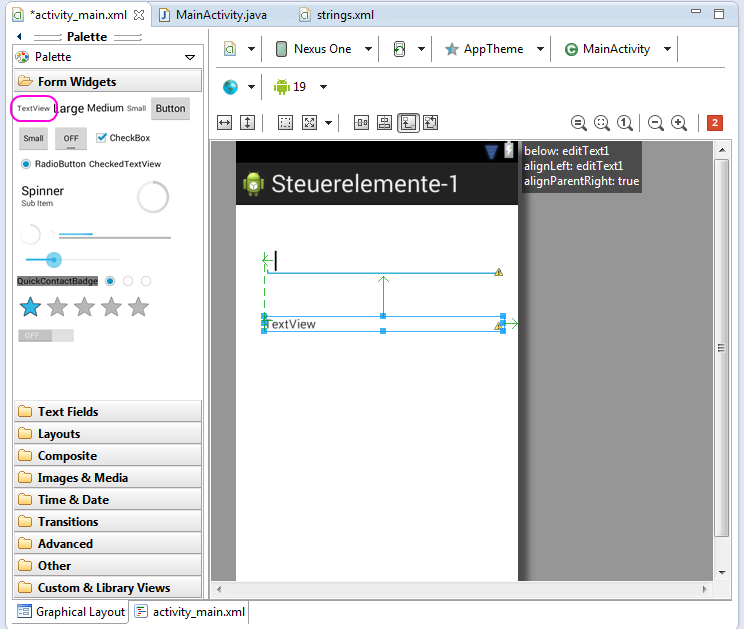 *activity_main.xml
MainActivity.java
strings.xml
Palette
Palette
Form Widgets
TextView Large Medium Small Button
Small OFF CheckBox
RadioButton CheckedTextView
Spinner
Sub Item
QuickContactBadge
OFF
Text Fields
Layouts
Composite
Images & Media
Time & Date
Transitions
Advanced
Other
Custom & Library Views
Graphical Layout
activity_main.xml
Nexus One
AppTheme
MainActivity
19
1
2
Steuerelemente-1
TextView
below: editText1
alignLeft: editText1
alignParentRight: true